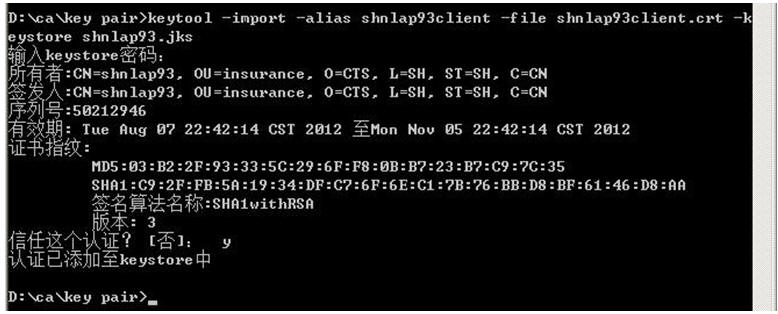 D:\ca\key pair>keytool -import -alias shnlap93client -file shnlap93client.crt -k
eystore shnlap93.jks
输入keystore密码:
所有者:CN=shnlap93, OU=insurance, O=CTS, L=SH, ST=SH, C=CN
签发人:CN=shnlap93, OU=insurance, O=CTS, L=SH, ST=SH, C=CN
序列号:50212946
有效期: Tue Aug 07 22:42:14 CST 2012 至Mon Nov 05 22:42:14 CST 2012
证书指纹:
MD5:03:B2:2F:93:33:5C:29:6F:F8:0B:B7:23:B7:C9:7C:35
SHA1:C9:2F:FB:5A:19:34:DF:C7:6F:6E:C1:7B:76:BB:D8:BF:61:46:D8:AA
签名算法名称:SHA1withRSA
版本: 3
信任这个认证? [否]: y
认证已添加至keystore中
D:\ca\key pair>_